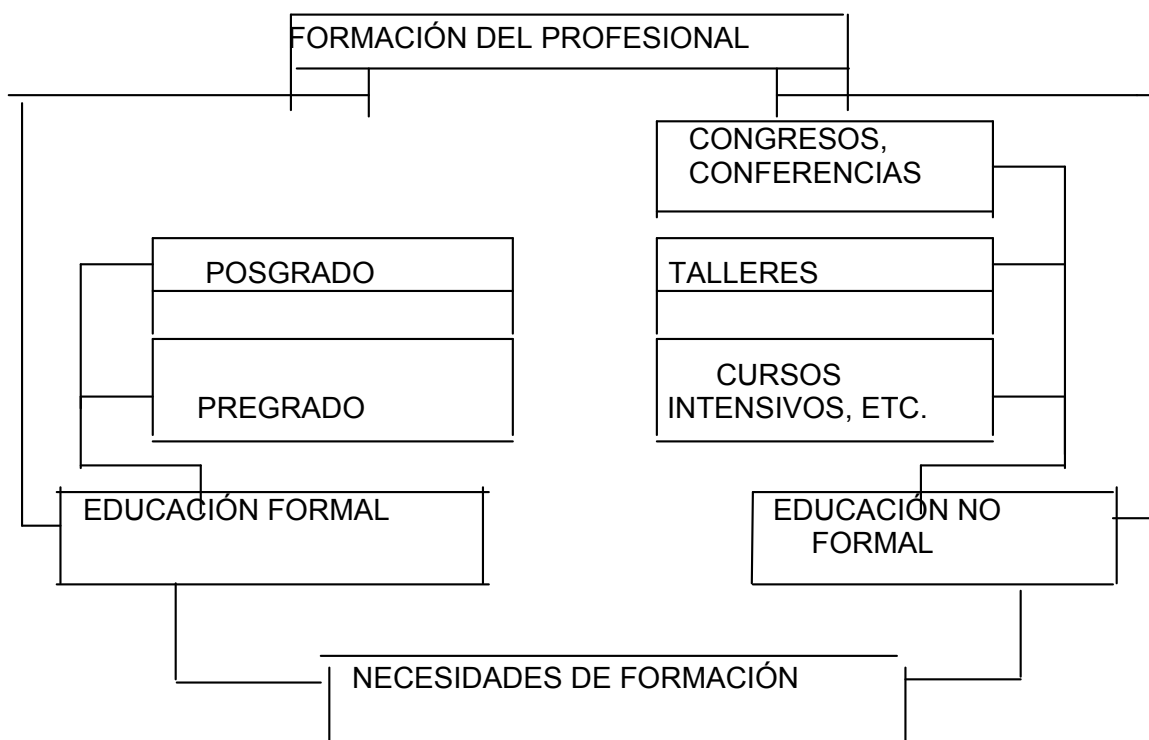 FORMACIÓN DEL PROFESIONAL
CONGRESOS,
CONFERENCIAS
POSGRADO
TALLERES
PREGRADO
CURSOS
INTENSIVOS, ETC.
EDUCACIÓN FORMAL
EDUCACIÓN NO
FORMAL
NECESIDADES DE FORMACIÓN